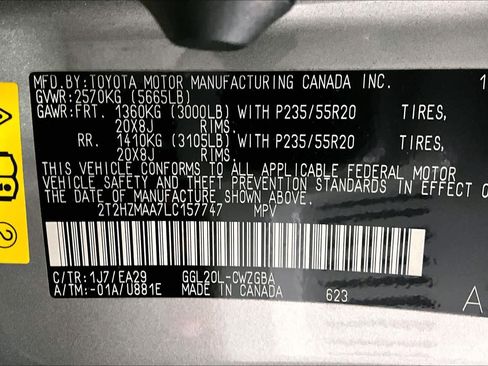 MFD.BY:TOYOTA MOTOR MANUFACTURING CANADA INC. 1
GVWR:2570KG (5665LB)
GAWR:FRT. 1360KG (3000LB) WITH P235/55R20 TIRES,
20X8J RIMS.
RR. 1410KG (3105LB) WITH P235/55R20 TIRES,
20X8J RIMS.
THIS VEHICLE CONFORMS TO ALL APPLICABLE FEDERAL MOTOR
VEHICLE SAFETY AND THEFT PREVENTION STANDARDS IN EFFECT O
THE DATE OF MANUFACTURE SHOWN ABOVE.
2T2HZMAA7LC157747 MPV
C/TR:1J7/EA29 GGL20L-CWZGBA
A/TM:-01A/U881E MADE IN CANADA 623
A
2